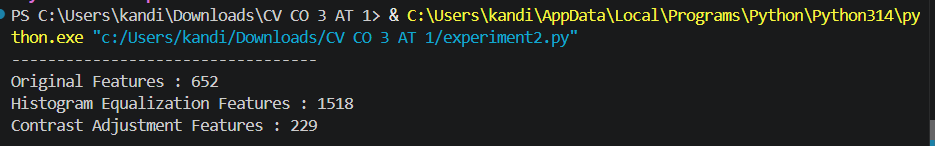 PS C:\Users\kandi\Downloads\CV CO 3 AT 1> & C:\Users\kandi\AppData\Local\Programs\Python\Python314\py
thon.exe "c:/Users/kandi/Downloads/CV CO 3 AT 1/experiment2.py"
---------------------------------
Original Features : 652
Histogram Equalization Features : 1518
Contrast Adjustment Features : 229